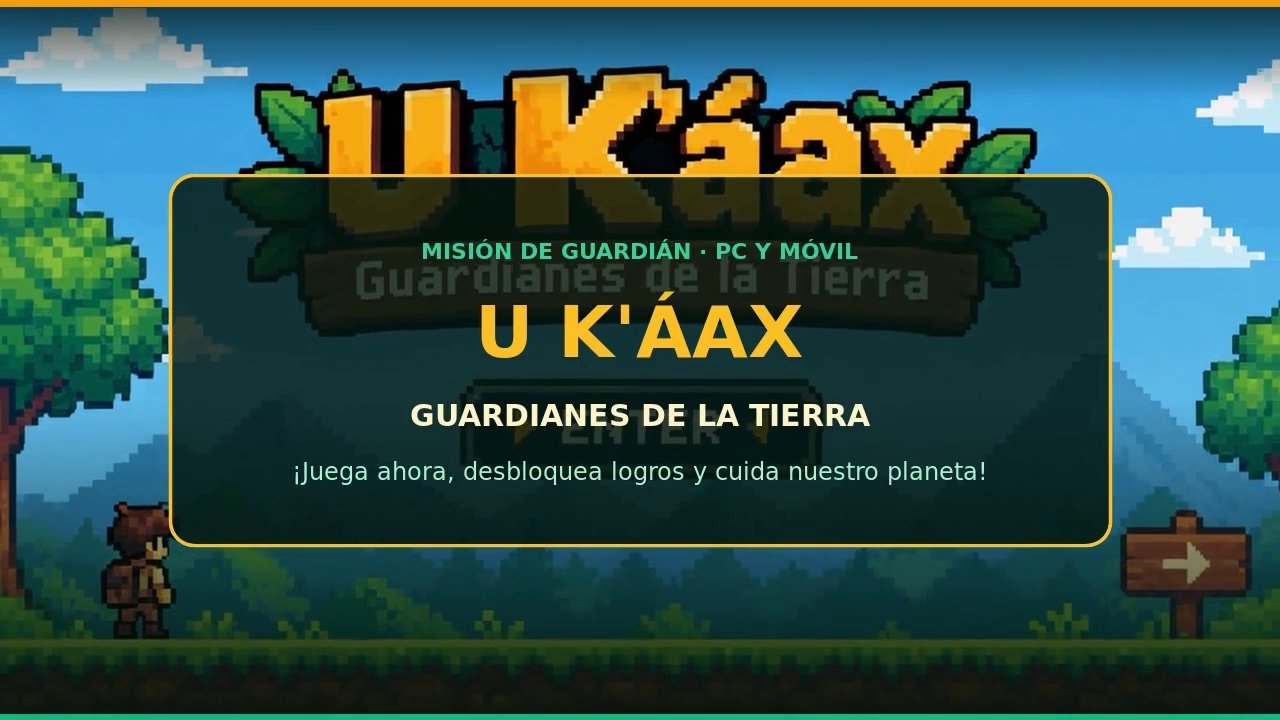 U K'áax
MISIÓN DE GUARDIÁN · PC Y MÓVIL
Guardianes de la Tierra
U K'ÁAX
GUARDIANES DE LA TIERRA
ENTER
¡Juega ahora, desbloquea logros y cuida nuestro planeta!